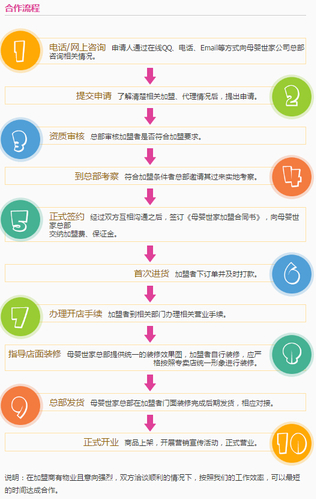 合作流程
1
电话/网上咨询 申请人通过在线QQ、电话、Email等方式向母婴世家公司总部
咨询相关情况。
2
提交申请 了解清楚相关加盟、代理情况后，提出申请。
3
资质审核 总部审核加盟者是否符合加盟要求。
4
到总部考察 符合加盟条件者总部邀请其过来实地考察。
5
正式签约 经过双方互相沟通之后，签订《母婴世家加盟合同书》，向母婴世
家总部
交纳加盟费、保证金。
6
首次进货 加盟者下订单并及时打款。
7
办理开店手续 加盟者到相关部门办理相关营业手续。
8
指导店面装修 母婴世家总部提供统一的装修效果图，加盟者自行装修，应严
格按照专卖店统一形象进行装修。
9
总部发货 母婴世家总部在加盟者门面装修完成后期发货，相应对接。
10
正式开业 商品上架，开展营销宣传活动，正式营业。
说明：在加盟商有物业且意向强烈，双方洽谈顺利的情况下，按照我们的工作效率，可以最短
的时间达成合作。